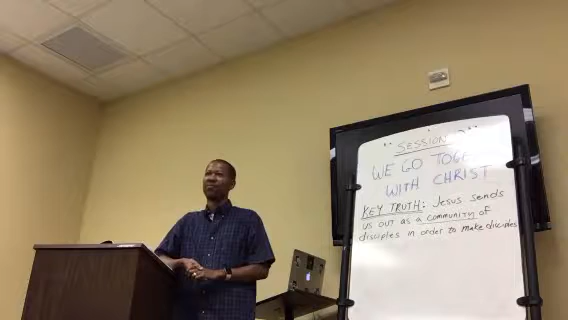 " SESSION
WE GO TOGE
WITH CHRIST
KEY TRUTH: Jesus sends
us out as a community of
disciples in order to make disciples